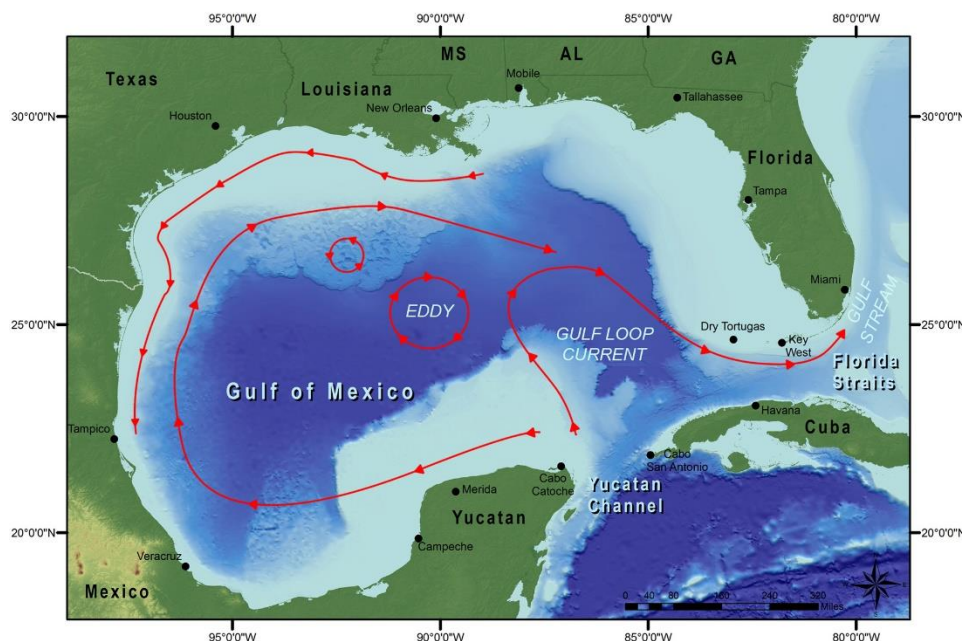 95°0'0"W
90°0'0"W
85°0'0"W
80°0'0"W
MS
AL
GA
Texas
Louisiana
Mobile
Tallahassee
Houston
New Orleans
30°0'0"N
30°0'0"N
Florida
Tampa
EDDY
Miami
GULF
STREAM
25°0'0"N
25°0'0"N
GULF LOOP
CURRENT
Dry Tortugas
Key
West
Florida
Straits
Gulf of Mexico
Havana
Cuba
Tampico
Cabo
San Antonio
Cabo
Catoche
Yucatan
Channel
Merida
Yucatan
20°0'0"N
20°0'0"N
Campeche
Veracruz
Mexico
0
40
80
160
240
320
Miles
95°0'0"W
90°0'0"W
85°0'0"W
80°0'0"W